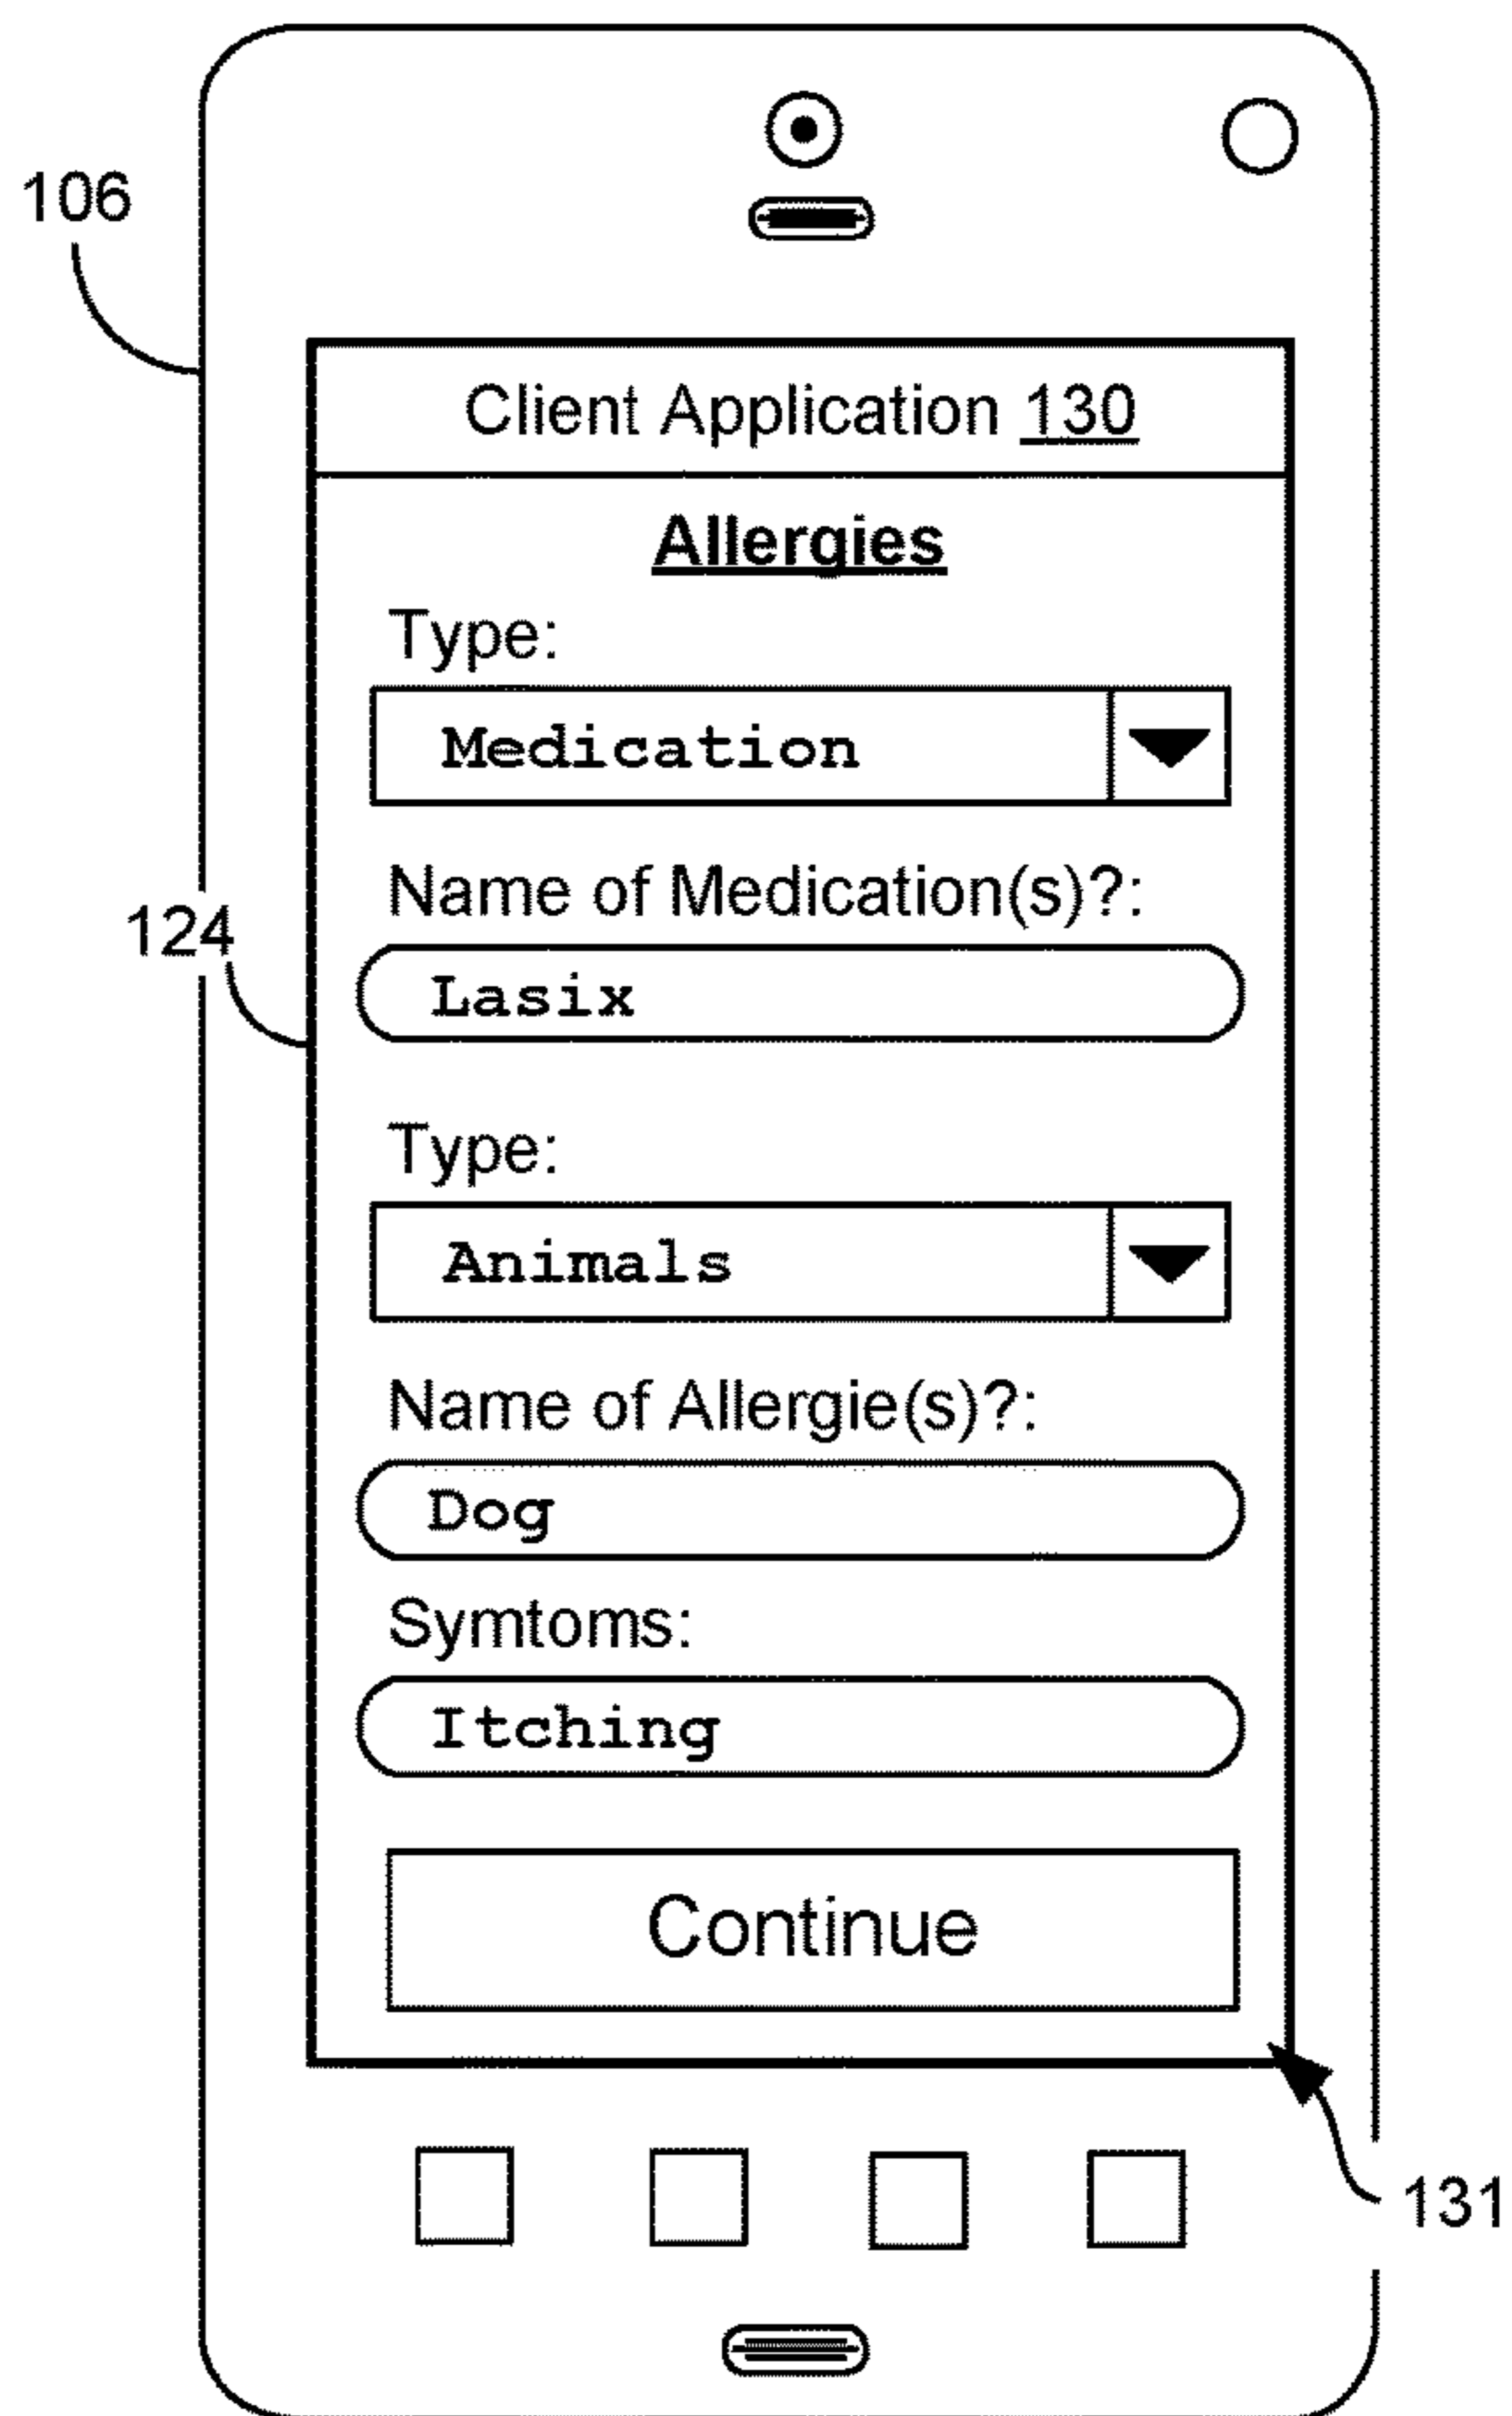 106
Client Application 130
Allergies
Type:
Medication
Name of Medication(s)?:
124
Lasix
Type:
Animals
Name of Allergie(s)?:
Dog
Symtoms:
Itching
Continue
131